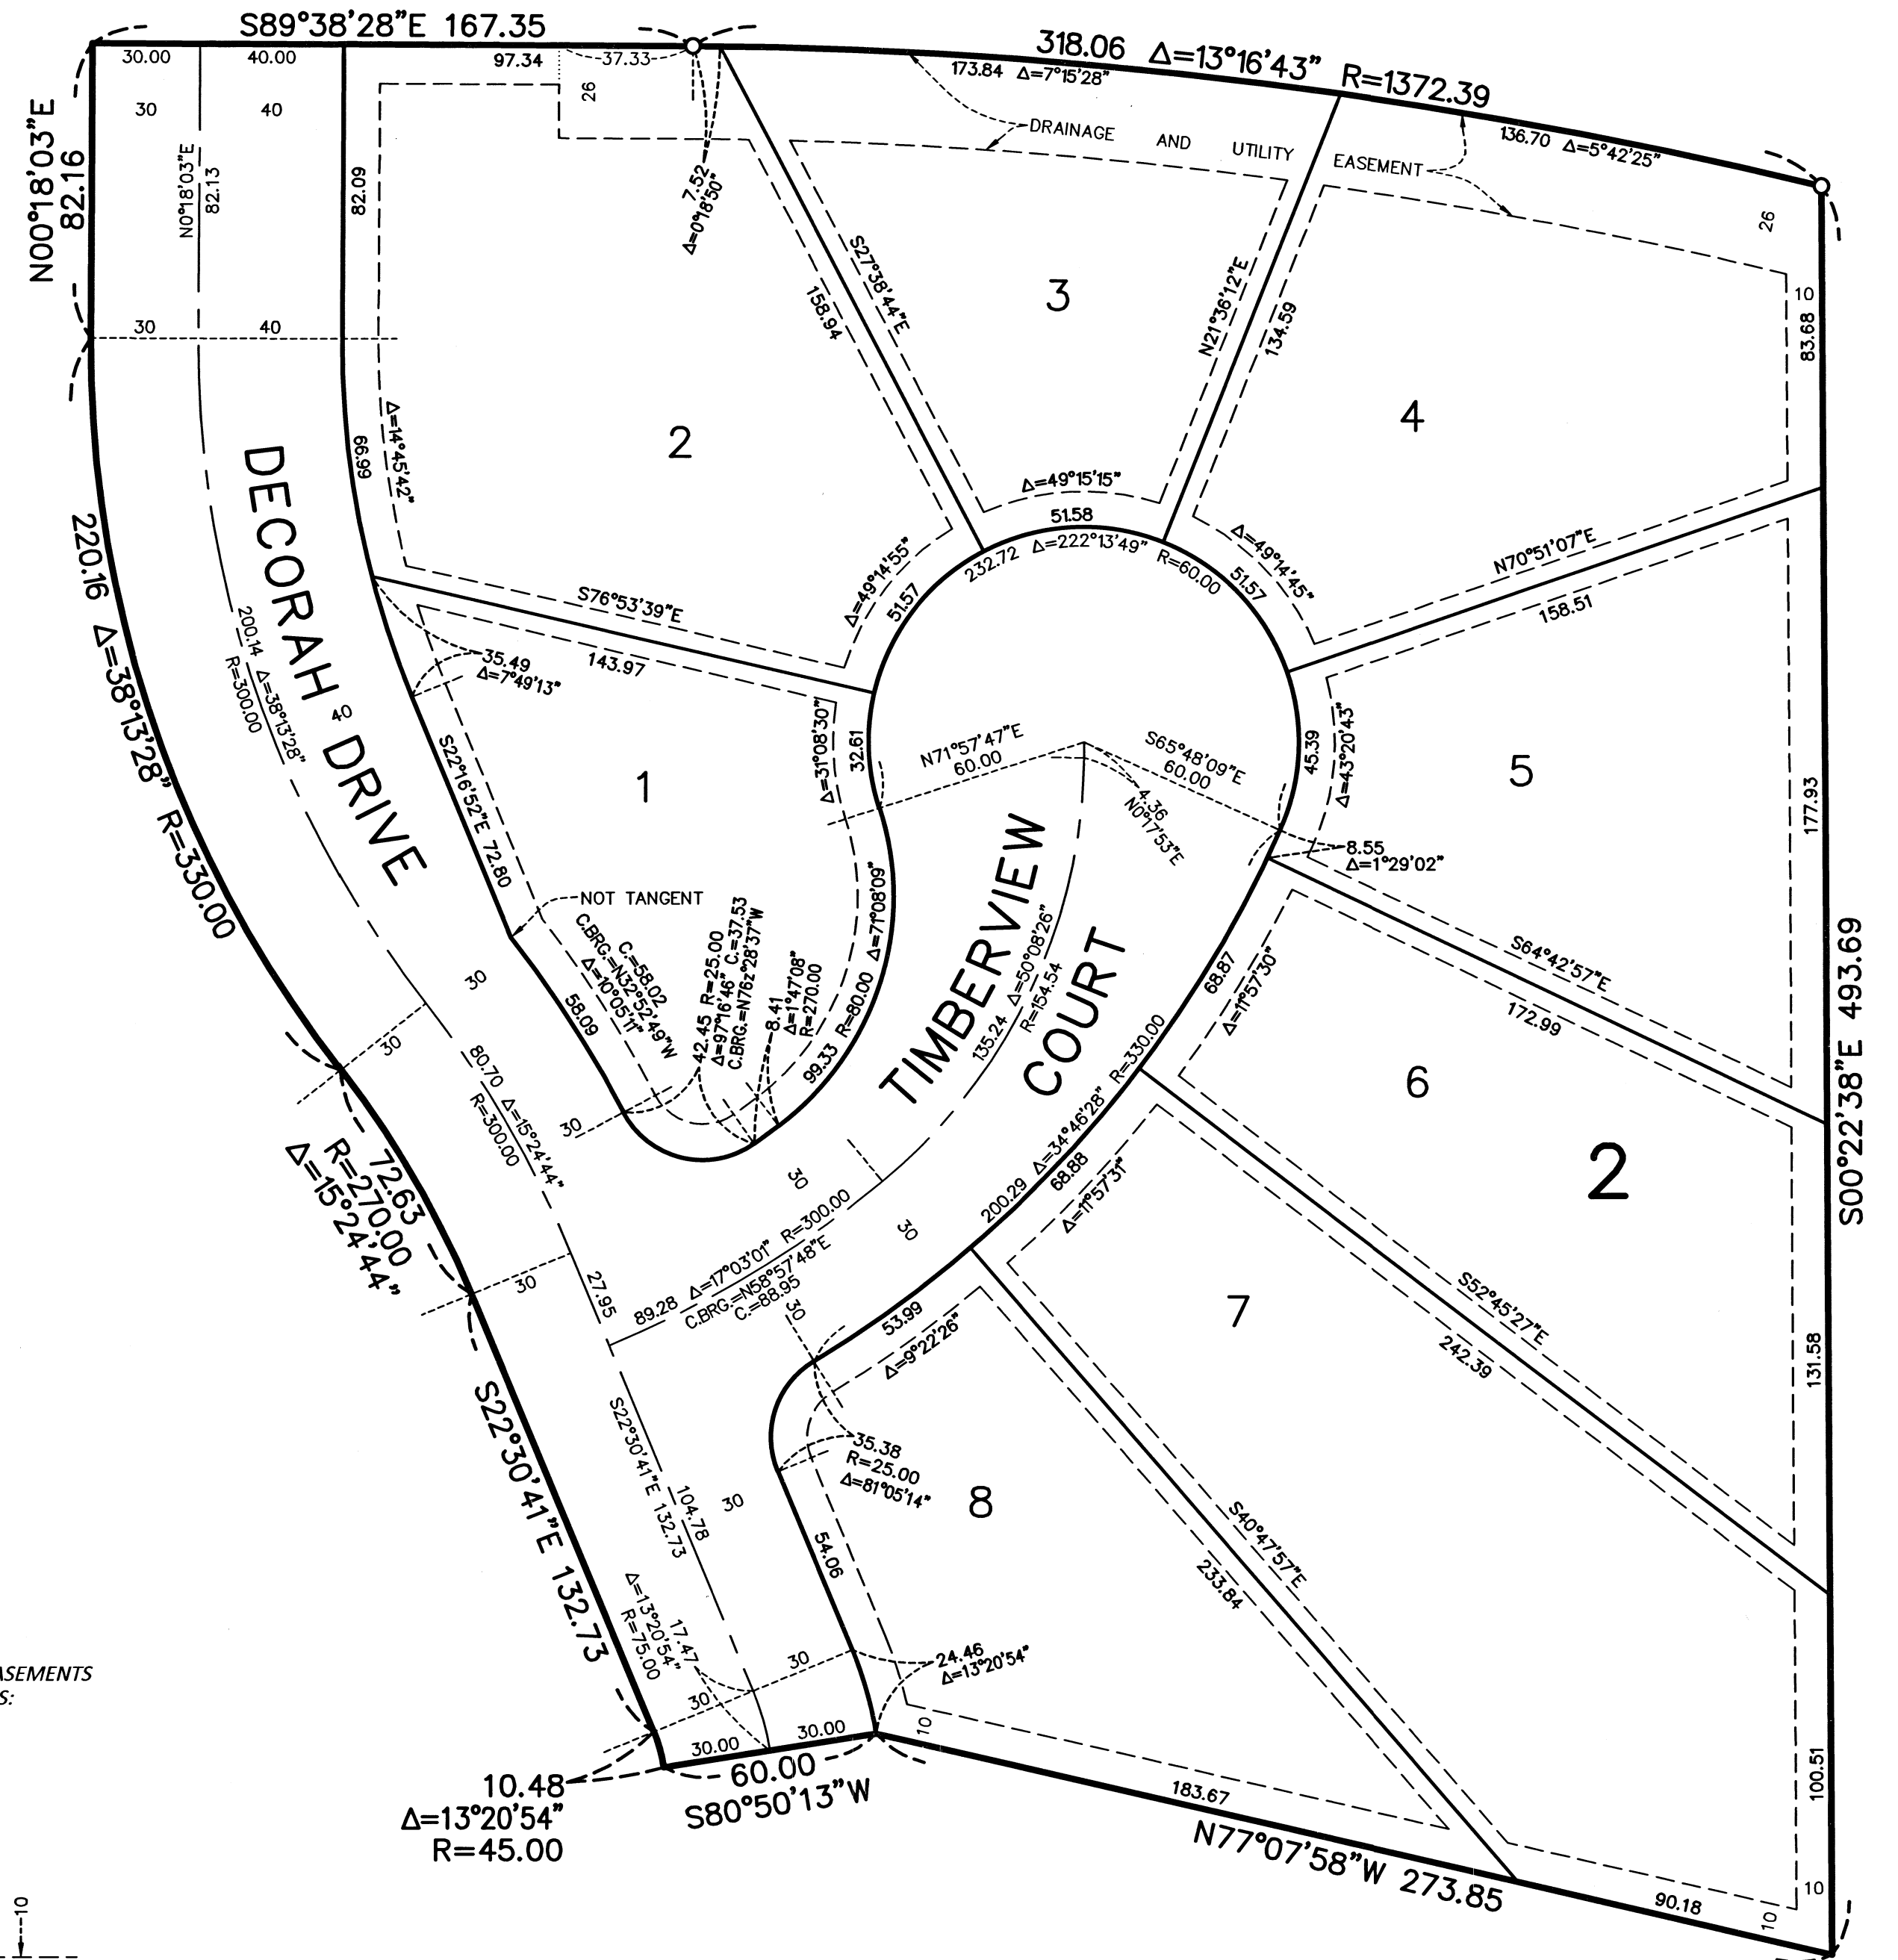 S89°38'28"E 167.35
30.00
40.00
97.34
37.33
318.06 Δ=13°16'43" R=1372.39
173.84 Δ=7°15'28"
136.70 Δ=5°42'25"
30
40
26
N00°18'03"E
82.16
N0°18'03"E
82.13
82.09
7.52
Δ=0°18'50"
DRAINAGE AND UTILITY EASEMENT
26
10
83.68
30
40
2
3
4
S27°38'44"E
158.94
N21°36'12"E
134.59
Δ=14°45'42"
66.99
Δ=49°15'15"
51.58
232.72 Δ=222°13'49" R=60.00
Δ=49°14'55"
51.57
Δ=49°14'45"
51.57
N70°51'07"E
158.51
DECORAH DRIVE
40
220.16 Δ=38°13'28" R=330.00
200.14 Δ=38°13'28"
R=300.00
S76°53'39"E
143.97
35.49
Δ=7°49'13"
1
S22°16'52"E 72.80
Δ=31°08'30"
32.61
N71°57'47"E
60.00
S65°48'09"E
60.00
4.36
N0°17'53"E
45.39
Δ=43°20'43"
5
177.93
8.55
Δ=1°29'02"
NOT TANGENT
58.09
C.=58.02
C.BRG.=N32°52'49"W
Δ=10°05'11"
42.45 R=25.00
Δ=97°16'46" C.=37.53
C.BRG.=N76z°28'37"W
8.41
Δ=1°47'08"
R=270.00
99.33 R=80.00 Δ=71°08'09"
TIMBERVIEW
COURT
135.24 Δ=50°08'26"
R=154.54
68.87
Δ=11°57'30"
S64°42'57"E
172.99
S00°22'38"E 493.69
6
2
30
30
30
80.70 Δ=15°24'44"
R=300.00
72.63
R=270.00
Δ=15°24'44"
30
27.95
30
30
89.28 Δ=17°03'01" R=300.00
C.BRG.=N58°57'48"E
C.=88.95
30
200.29 Δ=34°46'28" R=330.00
68.88
Δ=11°57'31"
7
S52°45'27"E
242.39
131.58
53.99
Δ=9°22'26"
S22°30'41"E 132.73
S22°30'41"E 132.73
104.78
30
35.38
R=25.00
Δ=81°05'14"
8
54.06
S40°47'57"E
233.84
Δ=13°20'54"
17.47
R=75.00
30
30
24.46
Δ=13°20'54"
30.00
30.00
60.00
S80°50'13"W
10.48
Δ=13°20'54"
R=45.00
10
183.67
N77°07'58"W 273.85
90.18
100.51
10
10
ASEMENTS
S:
10